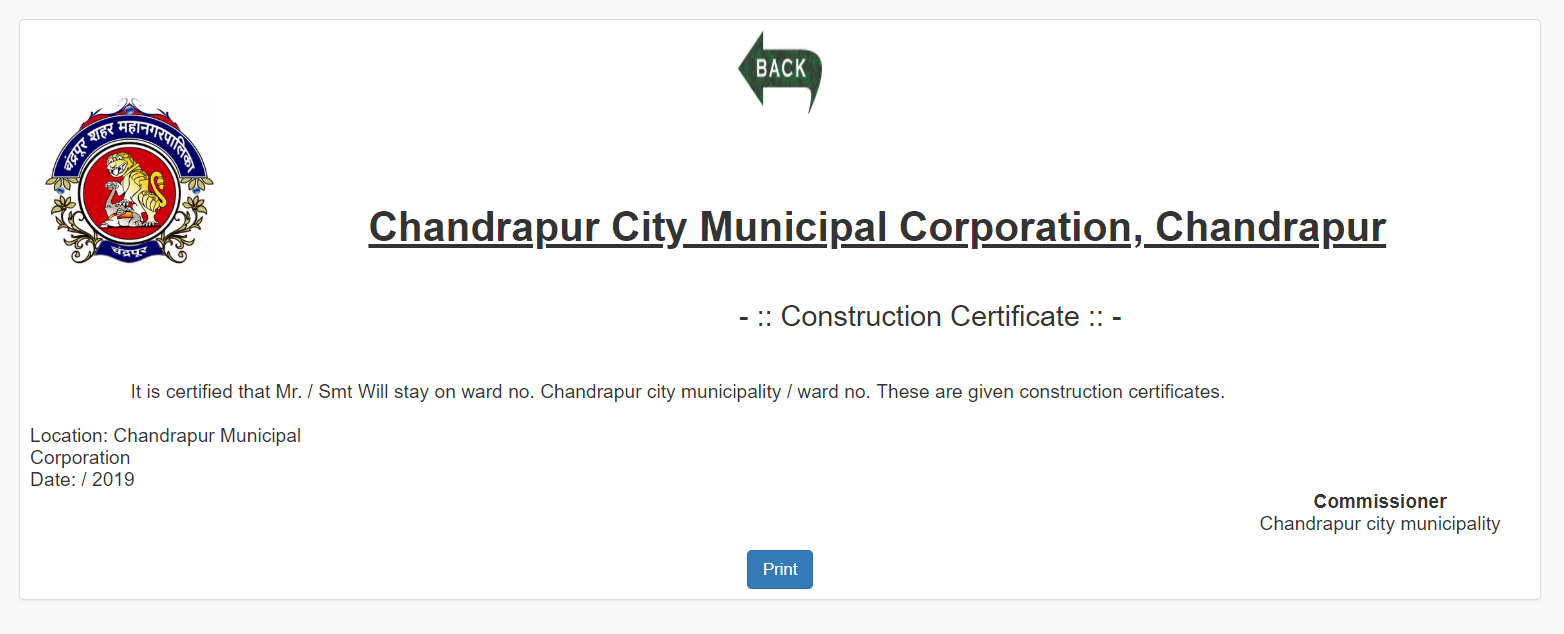 BACK
चंद्रपूर शहर महानगरपालिका
चंद्रपूर
Chandrapur City Municipal Corporation, Chandrapur
- :: Construction Certificate :: -
It is certified that Mr. / Smt Will stay on ward no. Chandrapur city municipality / ward no. These are given construction certificates.
Location: Chandrapur Municipal
Corporation
Date: / 2019
Commissioner
Chandrapur city municipality
Print